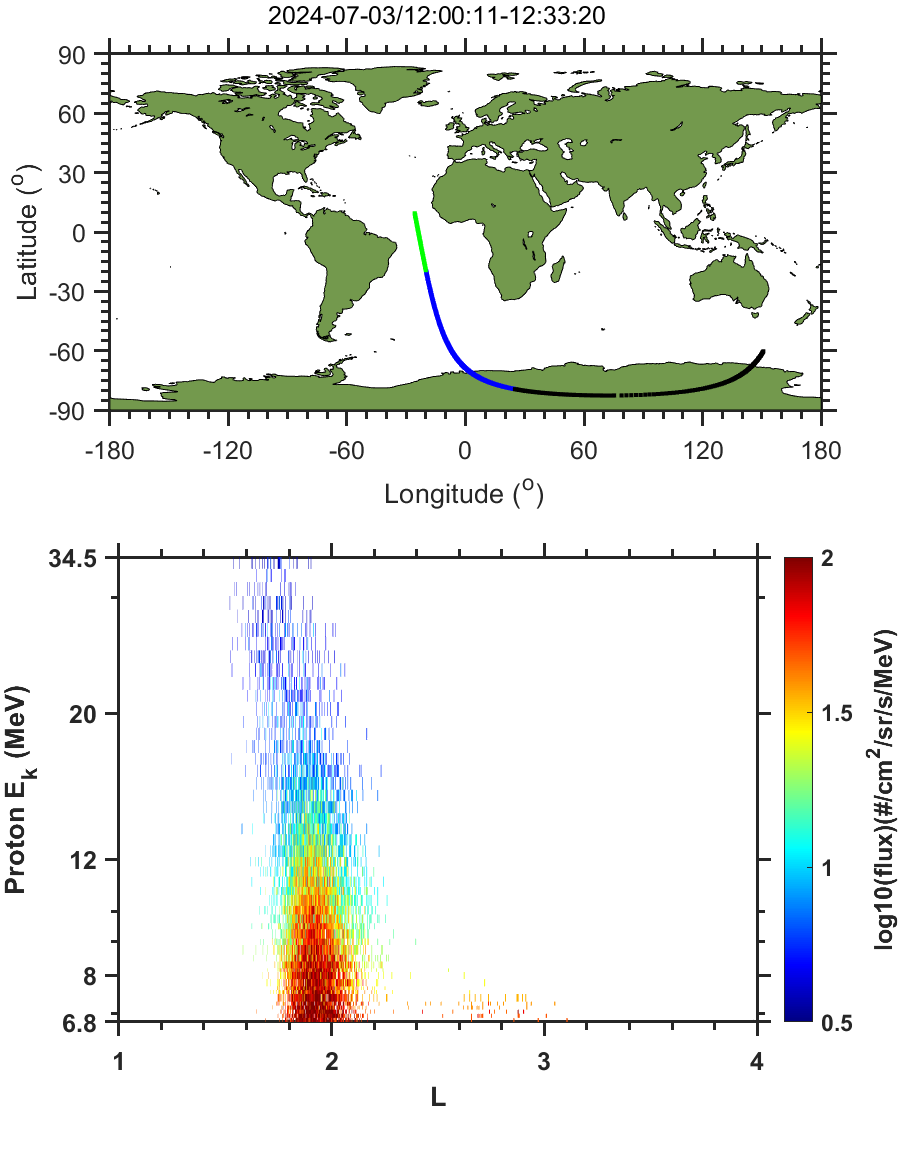 2024-07-03/12:00:11-12:33:20
90
60
30
0
-30
-60
-90
Latitude (o)
-180 -120 -60 0 60 120 180
Longitude (o)
34.5
20
12
8
6.8
Proton Ek (MeV)
1 2 3 4
L
2
1.5
1
0.5
log10(flux)(#/cm2/sr/s/MeV)